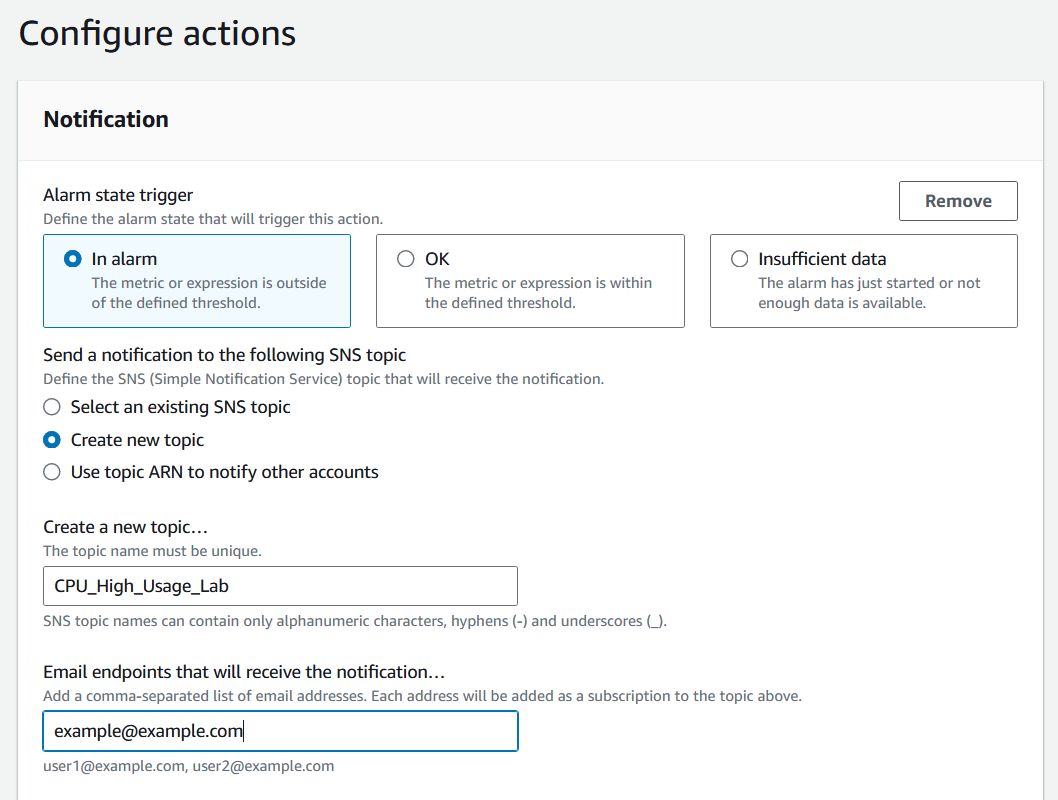 Configure actions
Notification
Alarm state trigger
Remove
Define the alarm state that will trigger this action.
In alarm
The metric or expression is outside
of the defined threshold.
OK
The metric or expression is within
the defined threshold.
Insufficient data
The alarm has just started or not
enough data is available.
Send a notification to the following SNS topic
Define the SNS (Simple Notification Service) topic that will receive the notification.
Select an existing SNS topic
Create new topic
Use topic ARN to notify other accounts
Create a new topic…
The topic name must be unique.
CPU_High_Usage_Lab
SNS topic names can contain only alphanumeric characters, hyphens (-) and underscores (_).
Email endpoints that will receive the notification…
Add a comma-separated list of email addresses. Each address will be added as a subscription to the topic above.
example@example.com
user1@example.com, user2@example.com